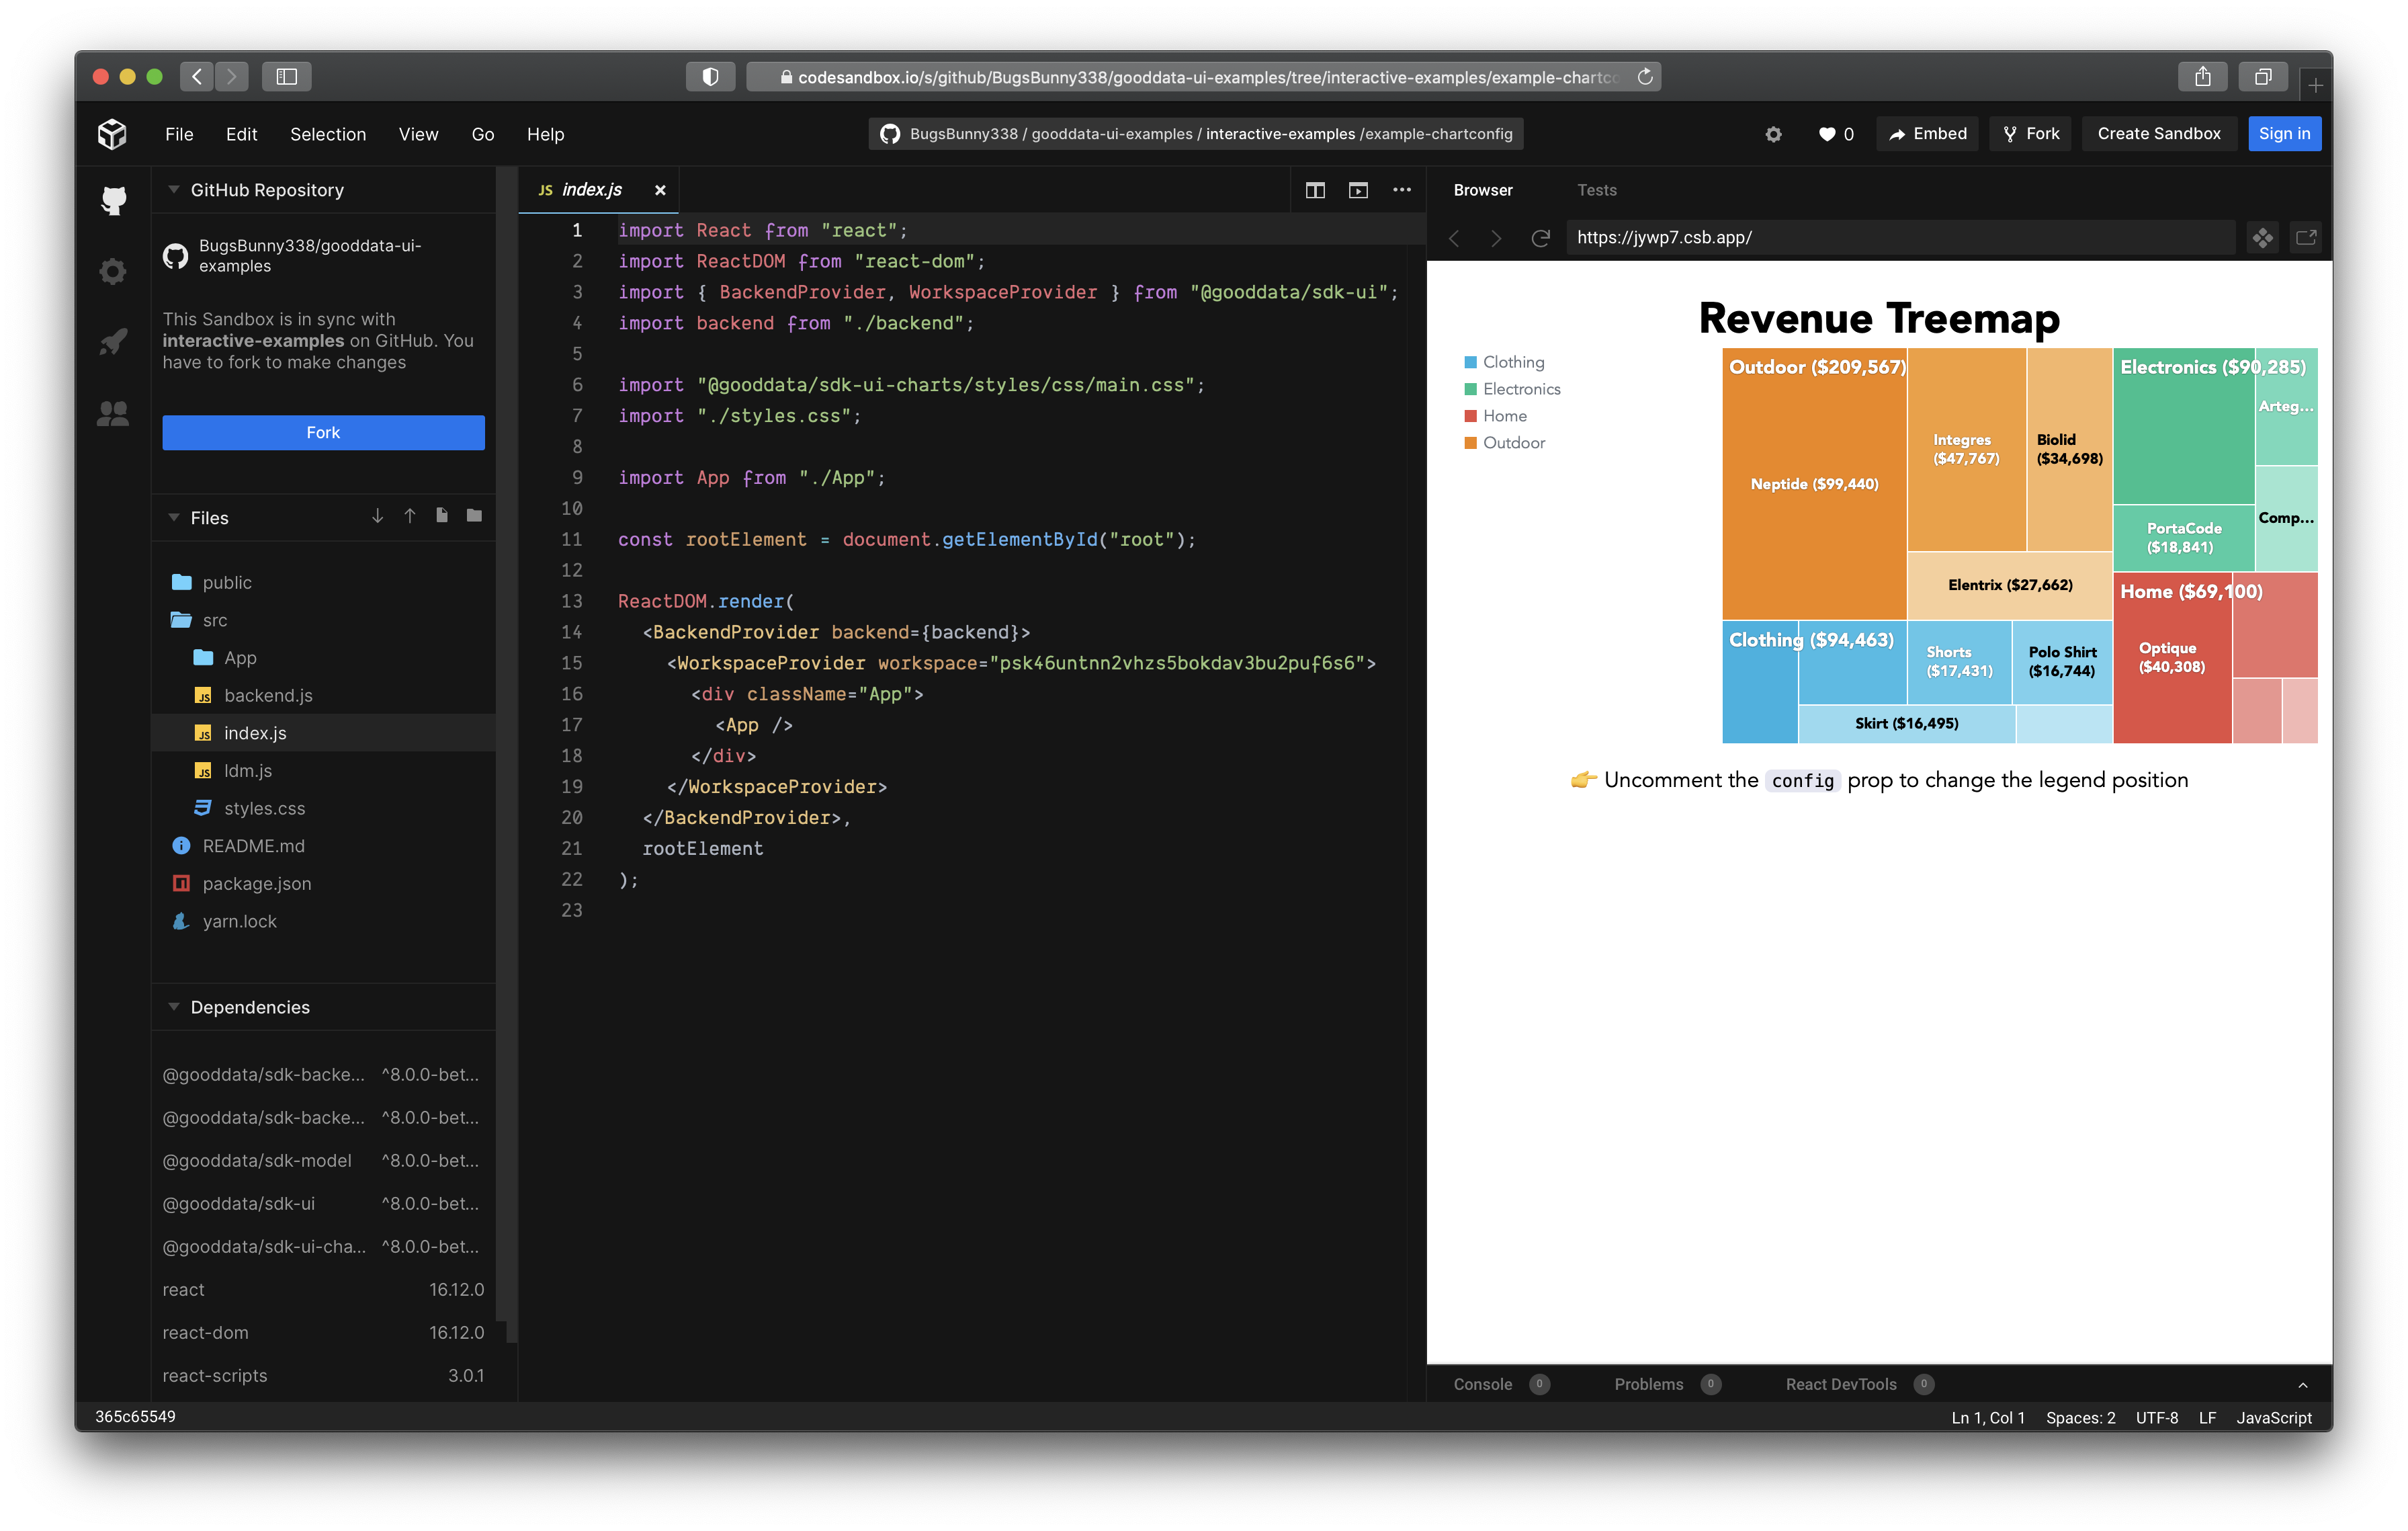 codesandbox.io/s/github/BugsBunny338/gooddata-ui-examples/tree/interactive-examples/example-chartco
File Edit Selection View Go Help
BugsBunny338 / gooddata-ui-examples / interactive-examples /example-chartconfig
0 Embed Fork Create Sandbox Sign in
GitHub Repository
BugsBunny338/gooddata-ui-
examples
This Sandbox is in sync with
interactive-examples on GitHub. You
have to fork to make changes
Fork
Files
public
src
App
backend.js
index.js
ldm.js
styles.css
README.md
package.json
yarn.lock
Dependencies
@gooddata/sdk-backe... ^8.0.0-bet...
@gooddata/sdk-backe... ^8.0.0-bet...
@gooddata/sdk-model ^8.0.0-bet...
@gooddata/sdk-ui ^8.0.0-bet...
@gooddata/sdk-ui-cha... ^8.0.0-bet...
react 16.12.0
react-dom 16.12.0
react-scripts 3.0.1
JS index.js
1 import React from "react";
2 import ReactDOM from "react-dom";
3 import { BackendProvider, WorkspaceProvider } from "@gooddata/sdk-ui";
4 import backend from "./backend";
5
6 import "@gooddata/sdk-ui-charts/styles/css/main.css";
7 import "./styles.css";
8
9 import App from "./App";
10
11 const rootElement = document.getElementById("root");
12
13 ReactDOM.render(
14 <BackendProvider backend={backend}>
15 <WorkspaceProvider workspace="psk46untnn2vhzs5bokdav3bu2puf6s6">
16 <div className="App">
17 <App />
18 </div>
19 </WorkspaceProvider>
20 </BackendProvider>,
21 rootElement
22 );
23
Browser Tests
https://jywp7.csb.app/
Revenue Treemap
Clothing
Electronics
Home
Outdoor
Outdoor ($209,567)
Neptide ($99,440)
Integres
($47,767)
Biolid
($34,698)
Elentrix ($27,662)
Electronics ($90,285)
Arteg...
PortaCode
($18,841)
Comp...
Clothing ($94,463)
Shorts
($17,431)
Polo Shirt
($16,744)
Skirt ($16,495)
Home ($69,100)
Optique
($40,308)
👉 Uncomment the config prop to change the legend position
Console 0 Problems 0 React DevTools 0
365c65549
Ln 1, Col 1 Spaces: 2 UTF-8 LF JavaScript